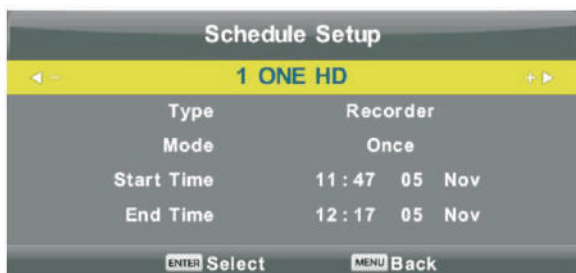 Schedule Setup
◄ - 1 ONE HD + ►
Type Recorder
Mode Once
Start Time 11 : 47 05 Nov
End Time 12 : 17 05 Nov
ENTER Select MENU Back